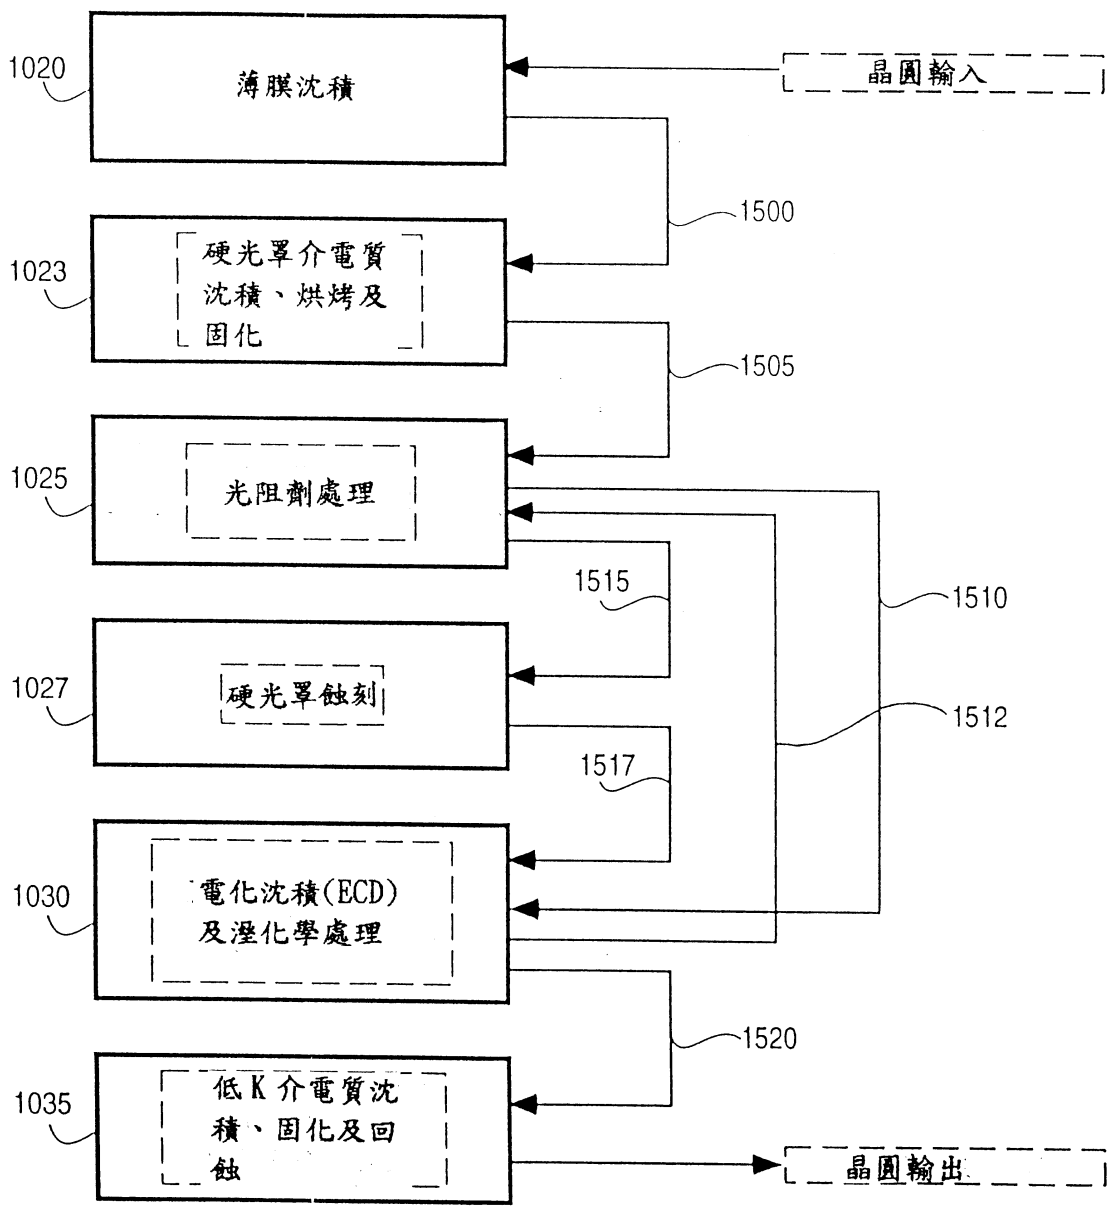 1020
薄膜沈積
晶圓輸入
1500
1023
硬光罩介電質
沈積、烘烤及
固化
1505
1025
光阻劑處理
1515
1510
1027
硬光罩蝕刻
1512
1517
1030
電化沈積(ECD)
及溼化學處理
1520
1035
低K介電質沈
積、固化及回
蝕
晶圓輸出